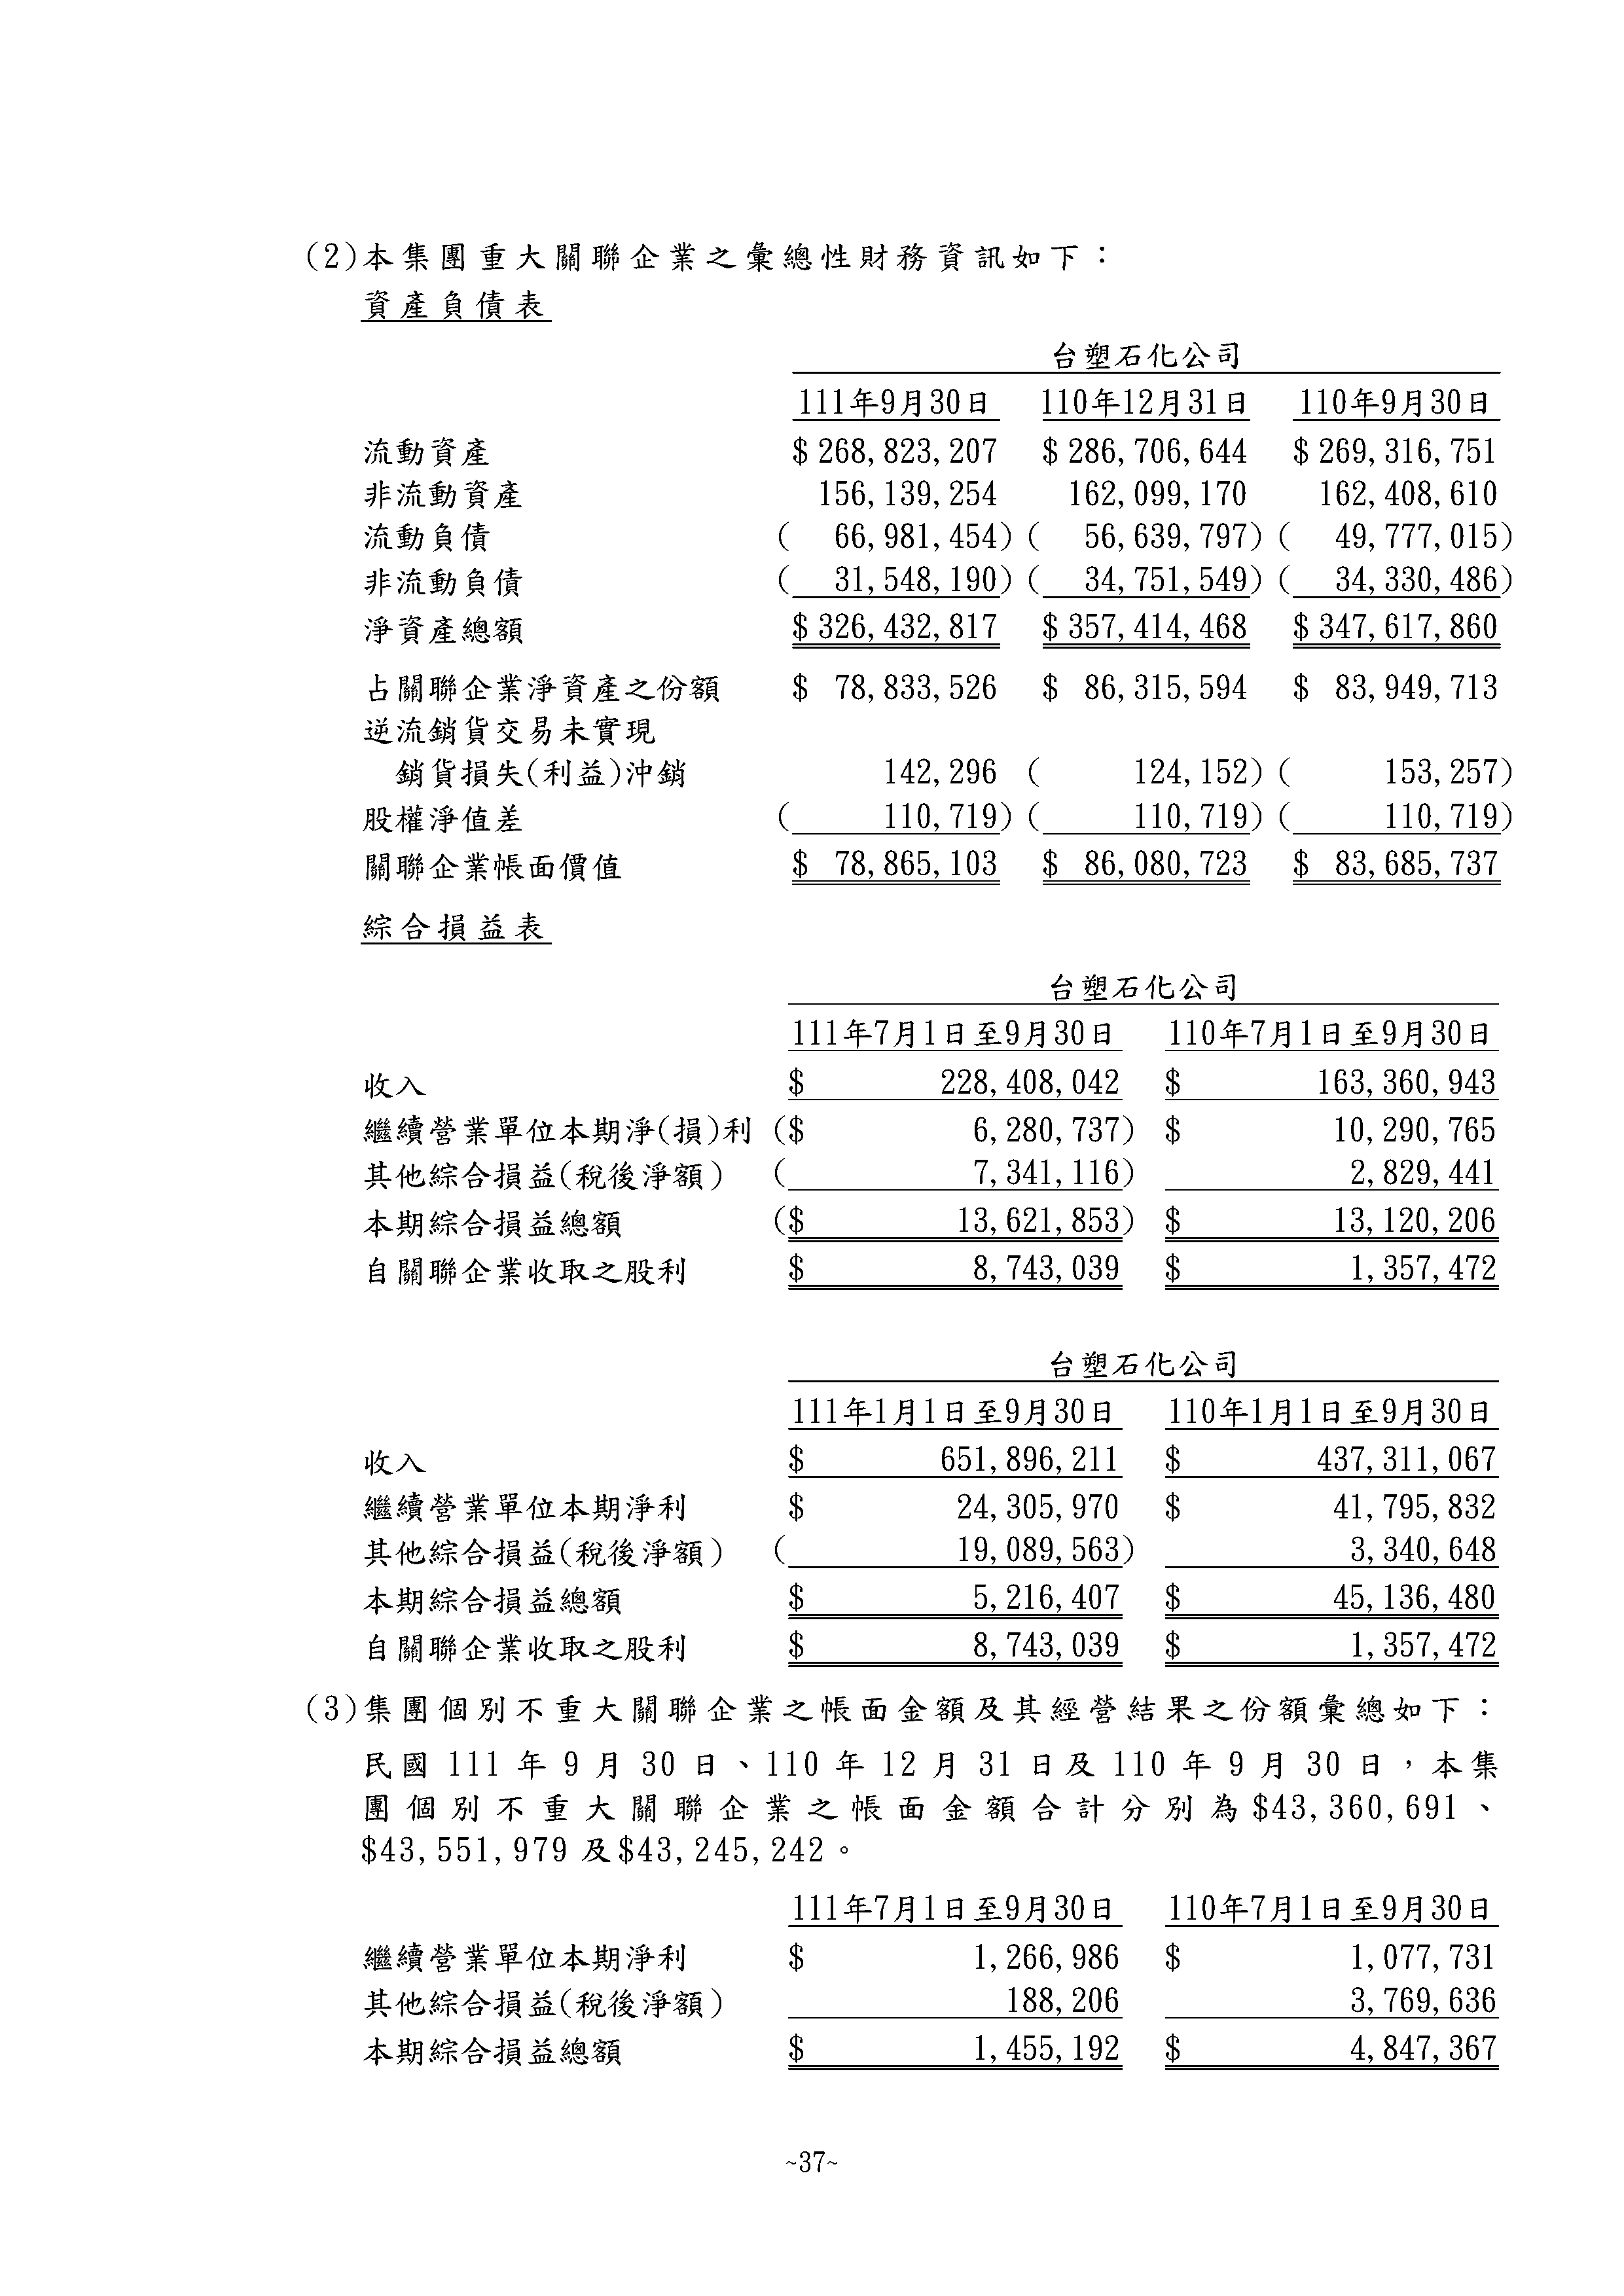 (2)本集團重大關聯企業之彙總性財務資訊如下：
資產負債表
台塑石化公司
111年9月30日 110年12月31日 110年9月30日
流動資產 $ 268,823,207 $ 286,706,644 $ 269,316,751
非流動資產 156,139,254 162,099,170 162,408,610
流動負債 ( 66,981,454) ( 56,639,797) ( 49,777,015)
非流動負債 ( 31,548,190) ( 34,751,549) ( 34,330,486)
淨資產總額 $ 326,432,817 $ 357,414,468 $ 347,617,860
占關聯企業淨資產之份額 $ 78,833,526 $ 86,315,594 $ 83,949,713
逆流銷貨交易未實現
銷貨損失(利益)沖銷 142,296 ( 124,152) ( 153,257)
股權淨值差 ( 110,719) ( 110,719) ( 110,719)
關聯企業帳面價值 $ 78,865,103 $ 86,080,723 $ 83,685,737
綜合損益表
台塑石化公司
111年7月1日至9月30日 110年7月1日至9月30日
收入 $ 228,408,042 $ 163,360,943
繼續營業單位本期淨(損)利 ($ 6,280,737) $ 10,290,765
其他綜合損益(稅後淨額) ( 7,341,116) 2,829,441
本期綜合損益總額 ($ 13,621,853) $ 13,120,206
自關聯企業收取之股利 $ 8,743,039 $ 1,357,472
台塑石化公司
111年1月1日至9月30日 110年1月1日至9月30日
收入 $ 651,896,211 $ 437,311,067
繼續營業單位本期淨利 $ 24,305,970 $ 41,795,832
其他綜合損益(稅後淨額) ( 19,089,563) 3,340,648
本期綜合損益總額 $ 5,216,407 $ 45,136,480
自關聯企業收取之股利 $ 8,743,039 $ 1,357,472
(3)集團個別不重大關聯企業之帳面金額及其經營結果之份額彙總如下：
民國 111 年 9 月 30 日、110 年 12 月 31 日及 110 年 9 月 30 日，本集
團個別不重大關聯企業之帳面金額合計分別為$43,360,691、
$43,551,979 及$43,245,242。
111年7月1日至9月30日 110年7月1日至9月30日
繼續營業單位本期淨利 $ 1,266,986 $ 1,077,731
其他綜合損益(稅後淨額) 188,206 3,769,636
本期綜合損益總額 $ 1,455,192 $ 4,847,367
~37~